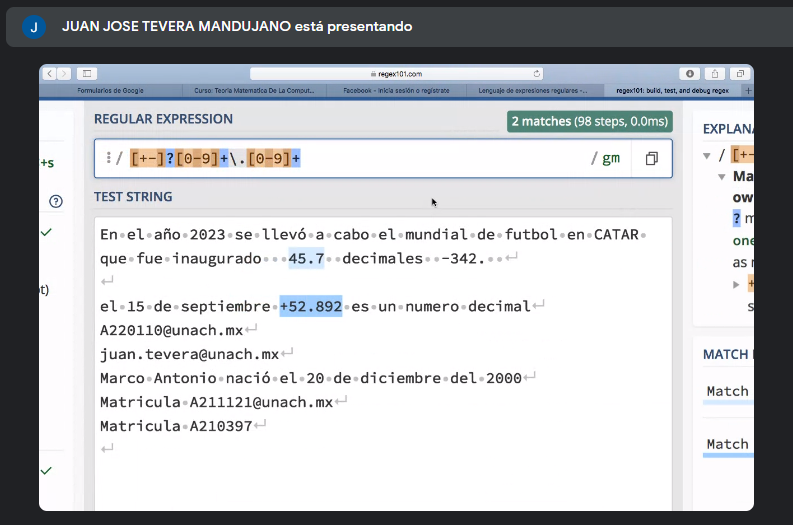 J JUAN JOSE TEVERA MANDUJANO está presentando
regex101.com
Formularios de Google
Curso: Teoría Matematica De La Comput...
Facebook - Inicia sesión o regístrate
Lenguaje de expresiones regulares -...
regex101: build, test, and debug regex
+s
REGULAR EXPRESSION
2 matches (98 steps, 0.0ms)
/ [+-]?[0-9]+\.[0-9]+ / gm
TEST STRING
En el año 2023 se llevó a cabo el mundial de futbol en CATAR
que fue inaugurado   45.7  decimales -342.
el 15 de septiembre +52.892 es un numero decimal
A220110@unach.mx
juan.tevera@unach.mx
Marco Antonio nació el 20 de diciembre del 2000
Matricula A211121@unach.mx
Matricula A210397
EXPLANA
/ [+-
Ma
ow
? m
one
as r
+
s
MATCH I
Match
Match